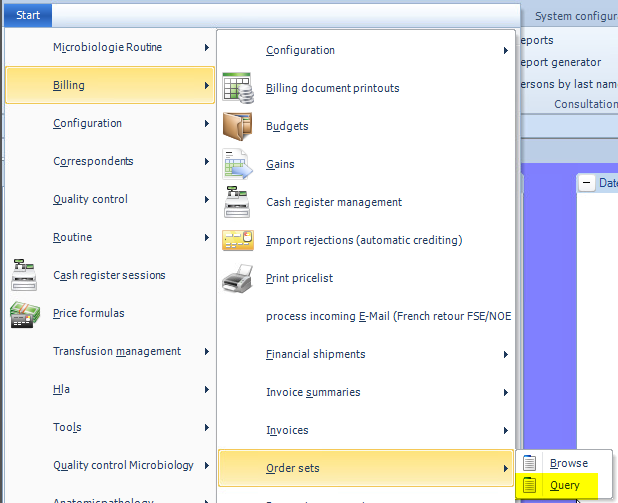 Start
System configur
Microbiologie Routine
Billing
Configuration
Correspondents
Quality control
Routine
Cash register sessions
Price formulas
Transfusion management
Hla
Tools
Quality control Microbiology
Anatomicpathology
Configuration
Billing document printouts
Budgets
Gains
Cash register management
Import rejections (automatic crediting)
Print pricelist
process incoming E-Mail (French retour FSE/NOE
Financial shipments
Invoice summaries
Invoices
Order sets
Browse
Query
eports
eport generator
ersons by last nam
Consultation
Date